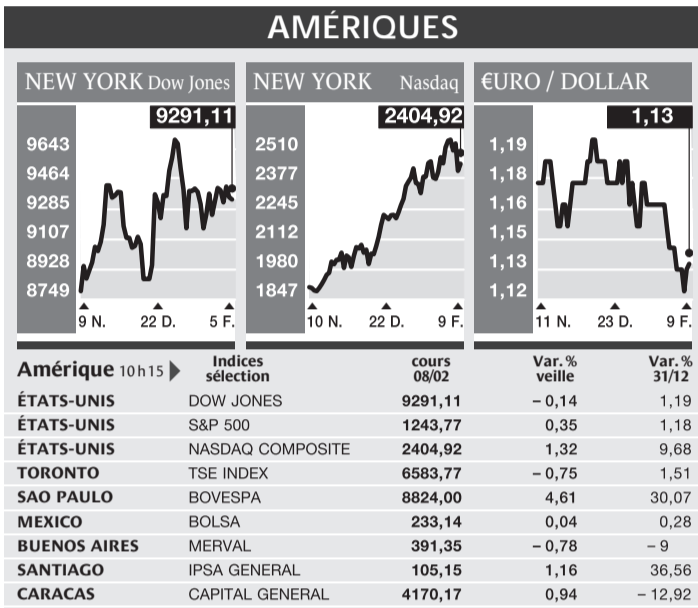 AMÉRIQUES
NEW YORK Dow Jones
9291,11
9643
9464
9285
9107
8928
8749
9 N. 22 D. 5 F.
NEW YORK Nasdaq
2404,92
2510
2377
2245
2112
1980
1847
10 N. 22 D. 9 F.
€URO / DOLLAR
1,13
1,19
1,18
1,16
1,15
1,13
1,12
11 N. 23 D. 9 F.
Amérique 10h15 Indices sélection cours 08/02 Var. % veille Var. % 31/12
ÉTATS-UNIS DOW JONES 9291,11 – 0,14 1,19
ÉTATS-UNIS S&P 500 1243,77 0,35 1,18
ÉTATS-UNIS NASDAQ COMPOSITE 2404,92 1,32 9,68
TORONTO TSE INDEX 6583,77 – 0,75 1,51
SAO PAULO BOVESPA 8824,00 4,61 30,07
MEXICO BOLSA 233,14 0,04 0,28
BUENOS AIRES MERVAL 391,35 – 0,78 – 9
SANTIAGO IPSA GENERAL 105,15 1,16 36,56
CARACAS CAPITAL GENERAL 4170,17 0,94 – 12,92